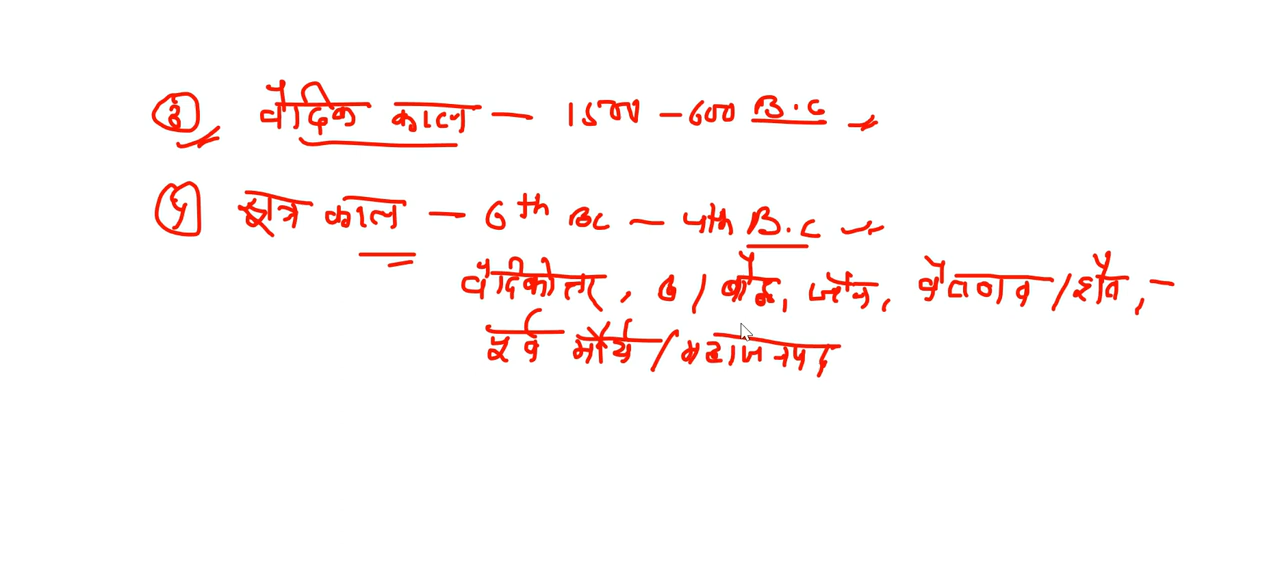 ③ वैदिक काल — 1500 – 600 B.C
④ सूत्र काल — 6th BC – 4th B.C
वैदिकोत्तर, बौद्ध, जैन, वैष्णव / शैव, —
पूर्व मौर्य / महाजनपद